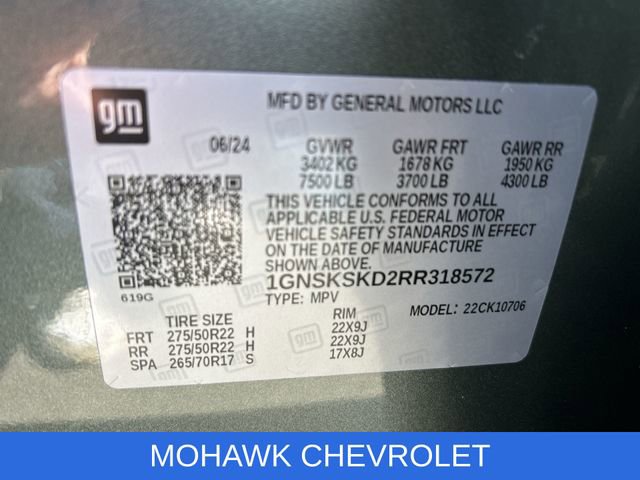 gm
MFD BY GENERAL MOTORS LLC
06/24 GVWR GAWR FRT GAWR RR
3402 KG 1678 KG 1950 KG
7500 LB 3700 LB 4300 LB
THIS VEHICLE CONFORMS TO ALL
APPLICABLE U.S. FEDERAL MOTOR
VEHICLE SAFETY STANDARDS IN EFFECT
ON THE DATE OF MANUFACTURE
SHOWN ABOVE.
619G
1GNSKSKD2RR318572
TYPE: MPV MODEL: 22CK10706
TIRE SIZE RIM
FRT 275/50R22 H 22X9J
RR 275/50R22 H 22X9J
SPA 265/70R17 S 17X8J
MOHAWK CHEVROLET